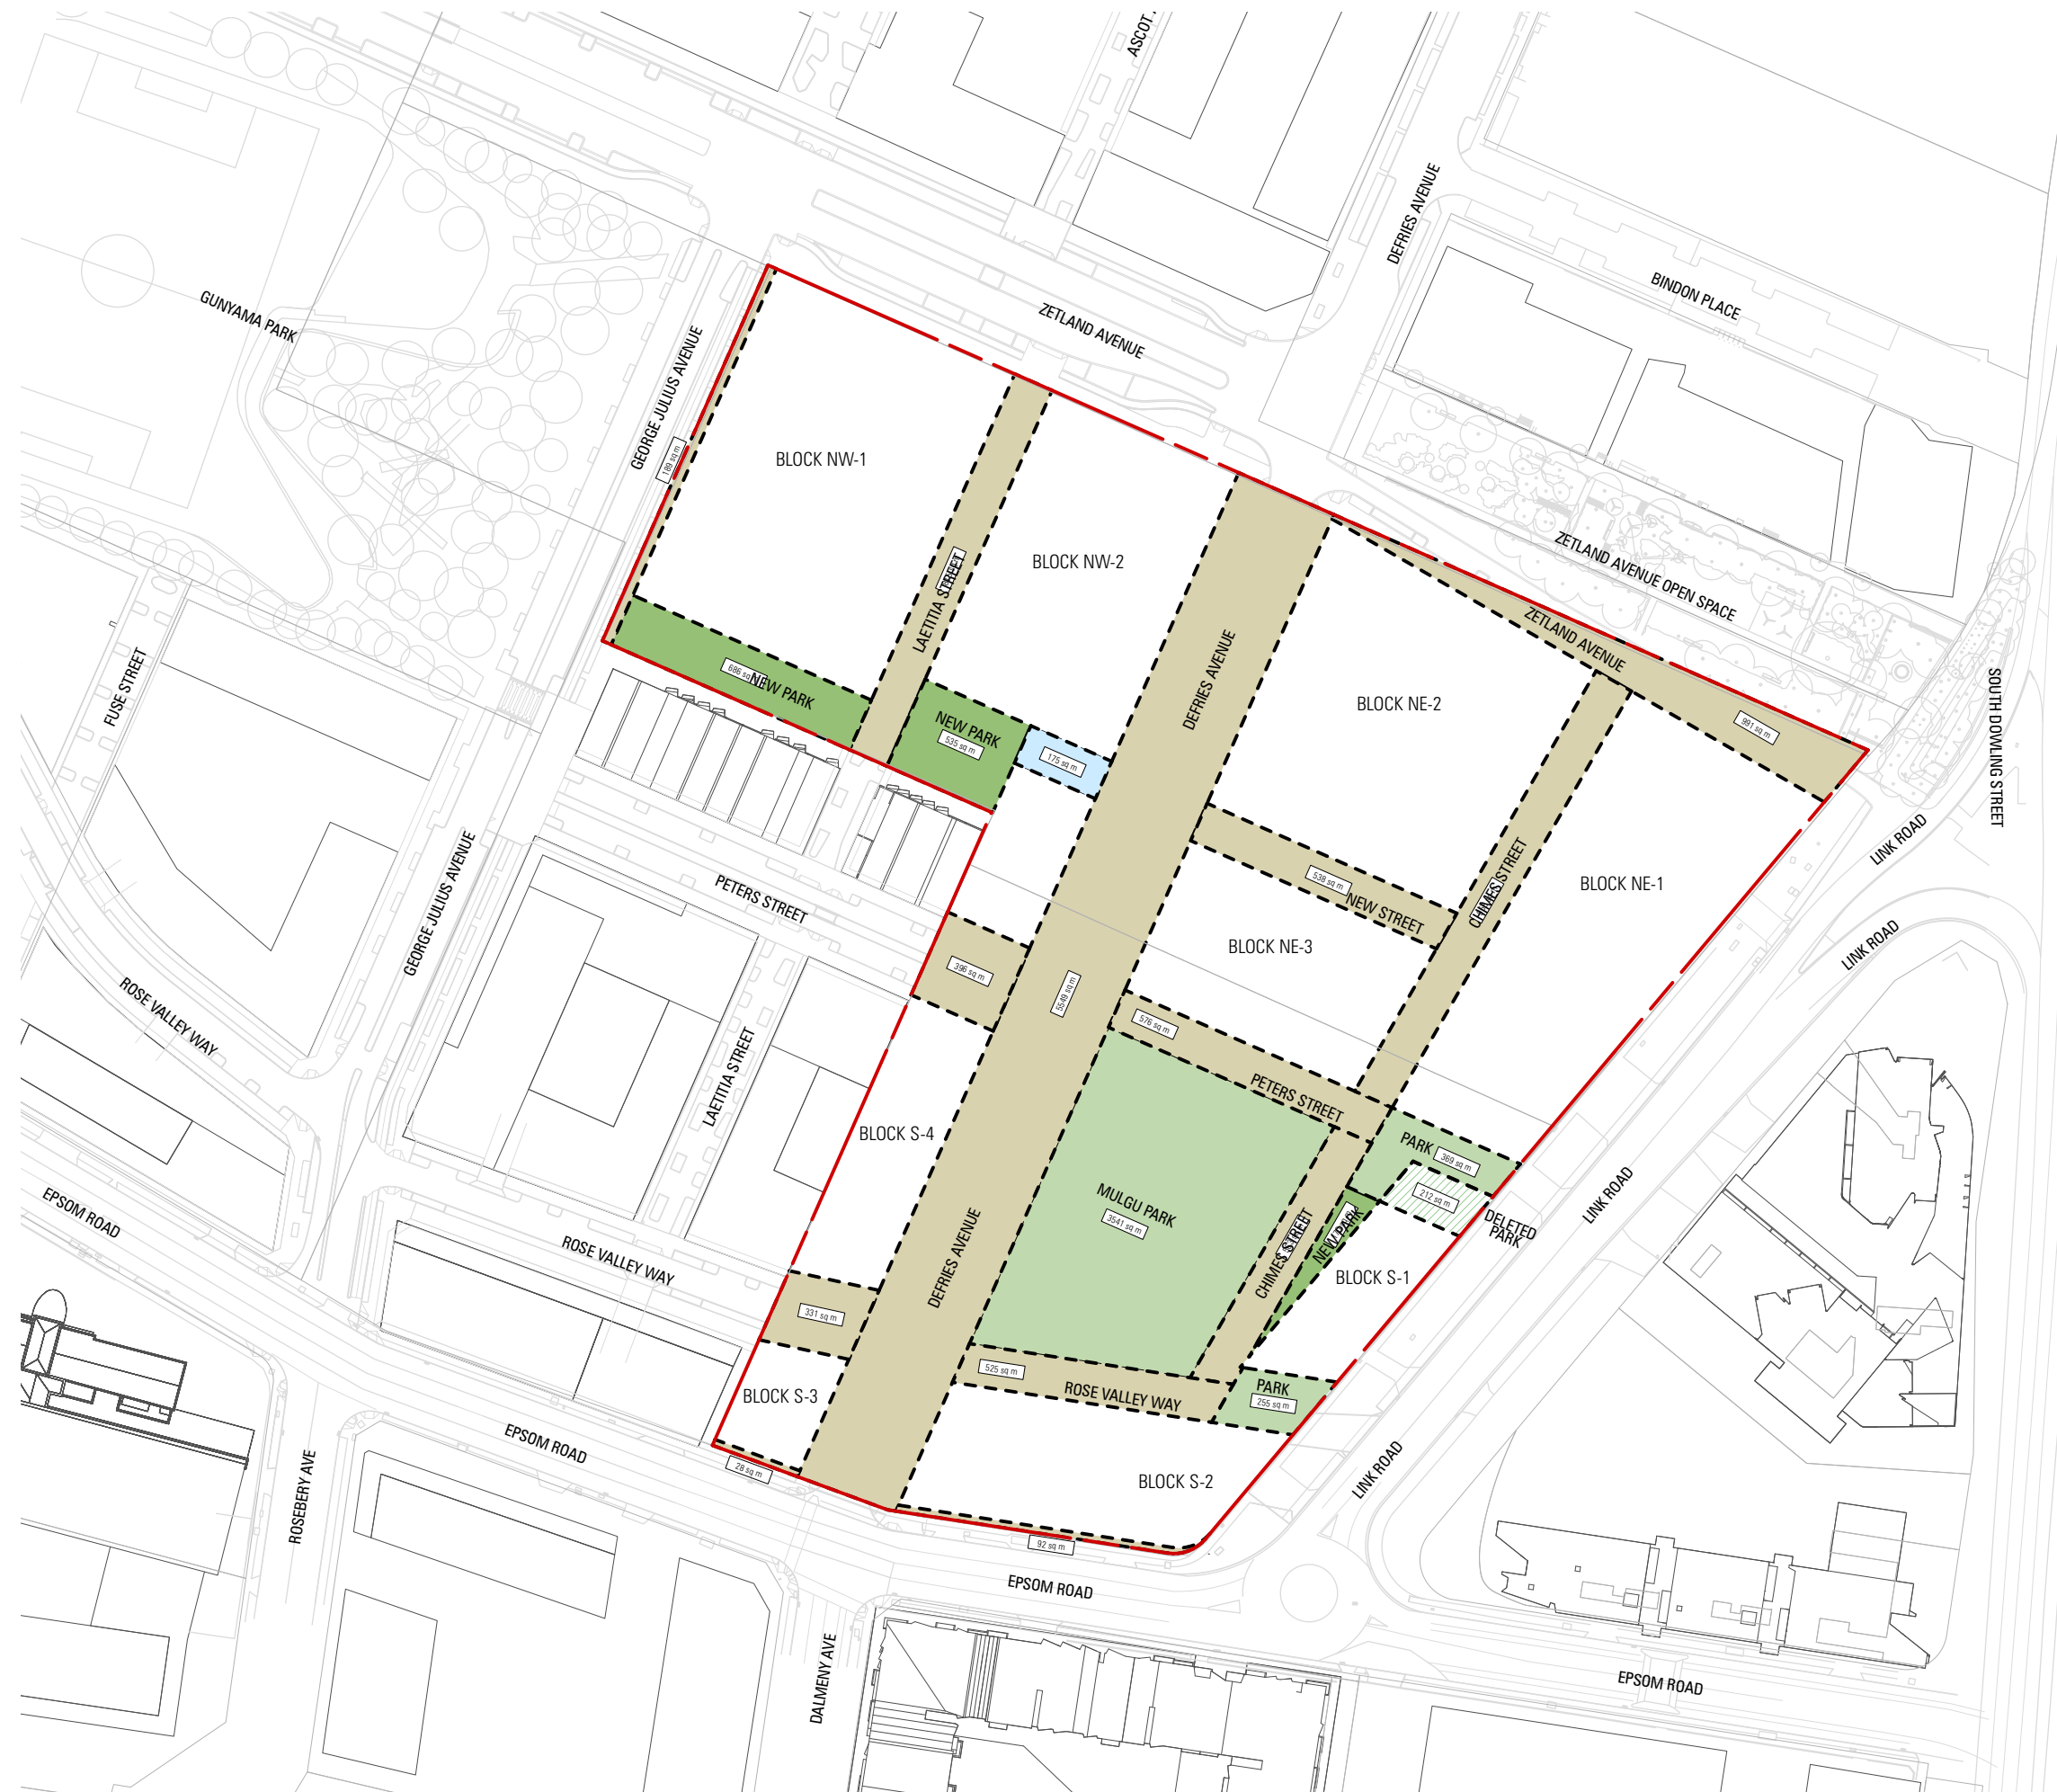 ASCOT
DEFRIES AVENUE
BINDON PLACE
GUNYAMA PARK
GEORGE JULIUS AVENUE
ZETLAND AVENUE
189 sq m
BLOCK NW-1
BLOCK NW-2
LAETITIA STREET
ZETLAND AVENUE OPEN SPACE
ZETLAND AVENUE
991 sq m
SOUTH DOWLING STREET
FUSE STREET
686 sq m
NEW PARK
NEW PARK
535 sq m
175 sq m
DEFRIES AVENUE
BLOCK NE-2
BLOCK NE-1
LINK ROAD
538 sq m
NEW STREET
CHIMES STREET
PETERS STREET
GEORGE JULIUS AVENUE
BLOCK NE-3
LINK ROAD
396 sq m
5549 sq m
ROSE VALLEY WAY
576 sq m
PETERS STREET
LAETITIA STREET
BLOCK S-4
PARK
369 sq m
212 sq m
DELETED
PARK
LINK ROAD
MULGU PARK
3541 sq m
CHIMES STREET
NEW PARK
BLOCK S-1
EPSOM ROAD
ROSE VALLEY WAY
DEFRIES AVENUE
331 sq m
525 sq m
ROSE VALLEY WAY
PARK
255 sq m
BLOCK S-3
EPSOM ROAD
28 sq m
BLOCK S-2
LINK ROAD
ROSEBERY AVE
92 sq m
EPSOM ROAD
DALMENY AVE
EPSOM ROAD